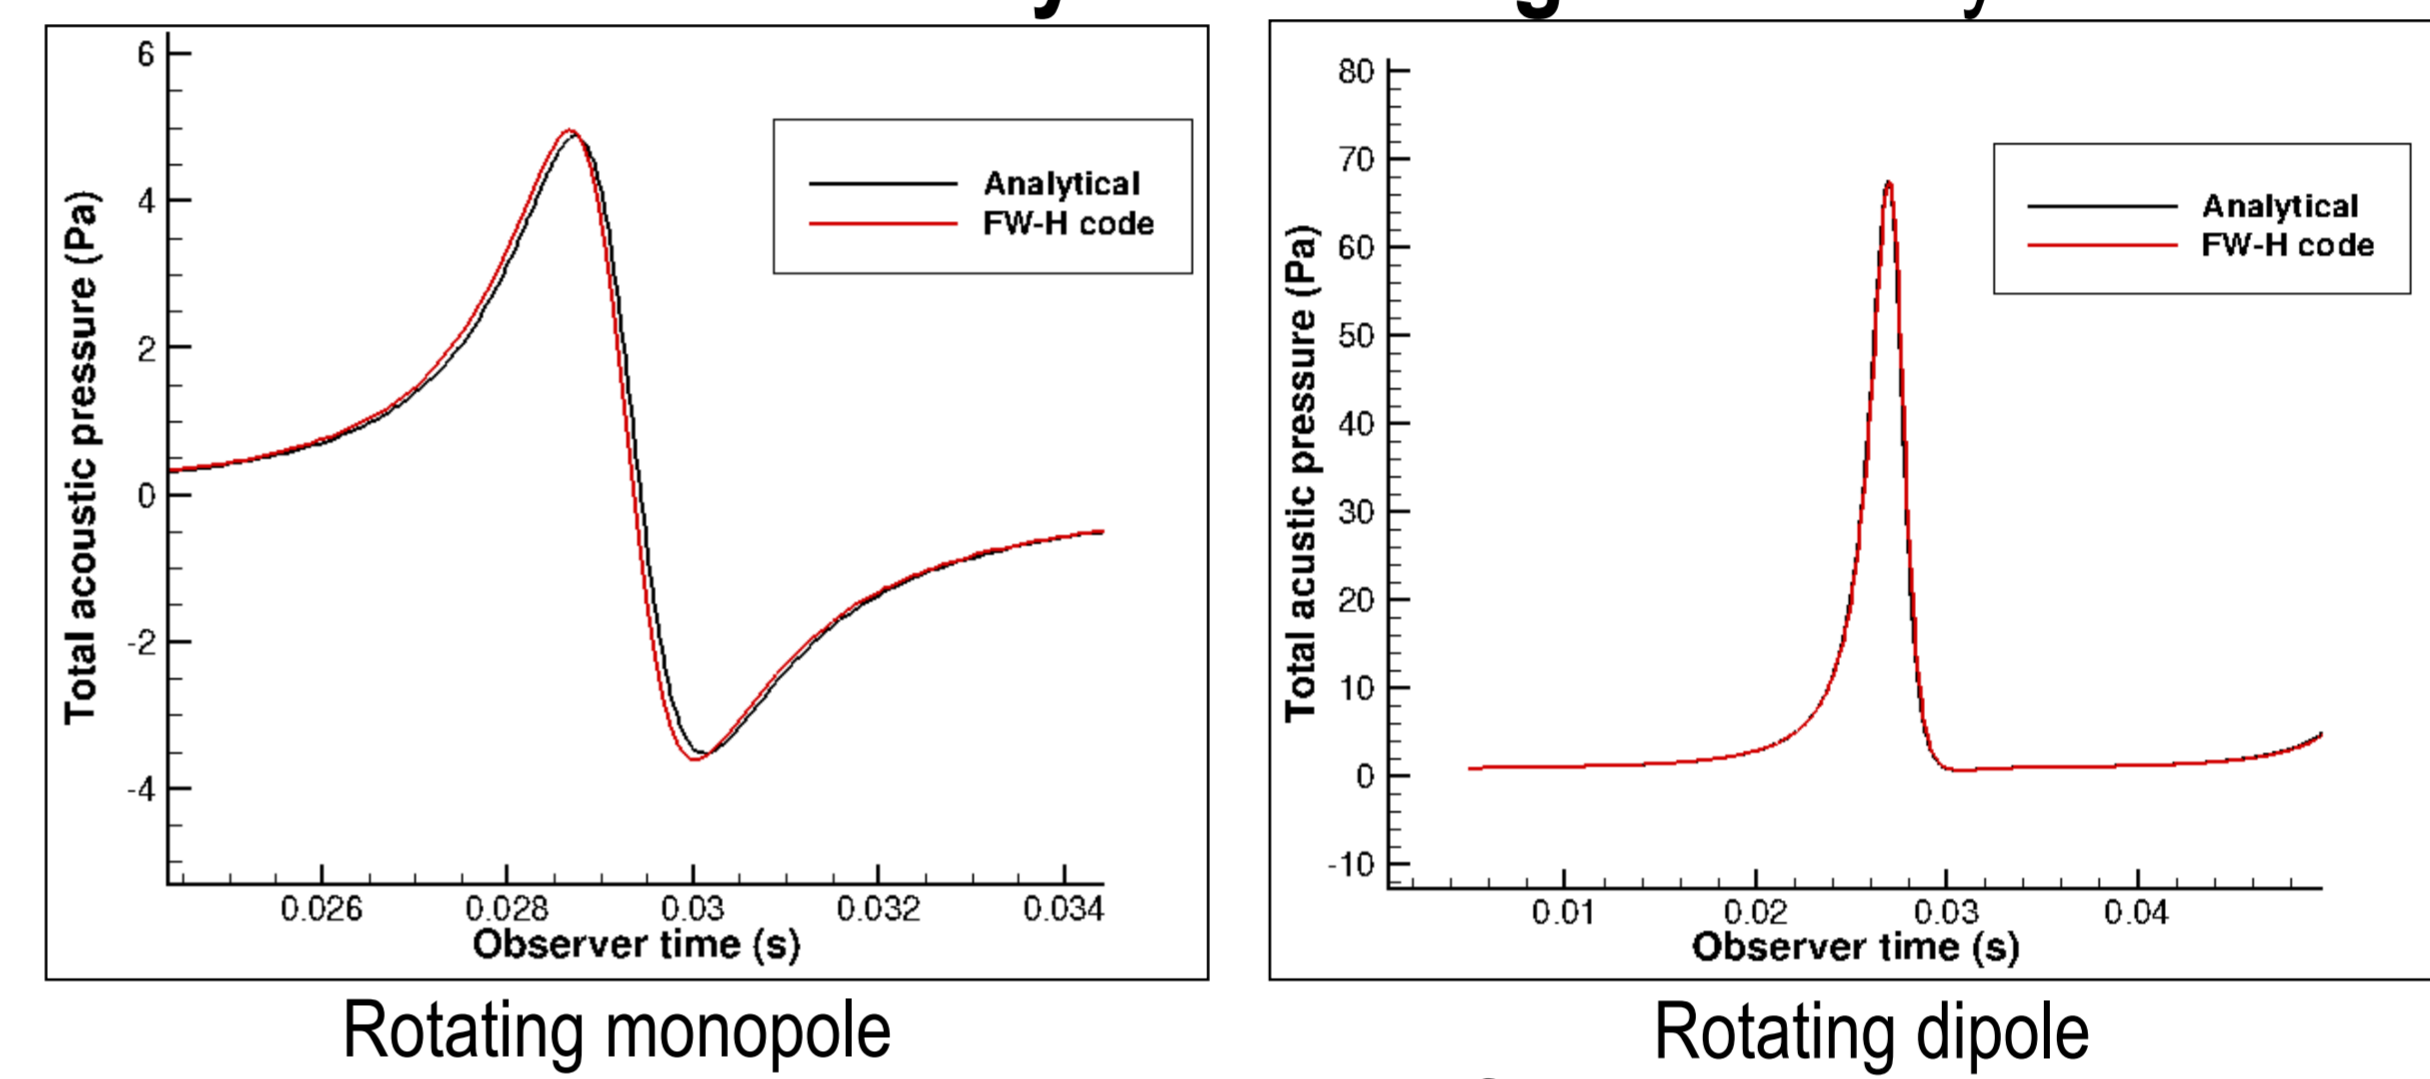 6
4
2
0
-2
-4
Total acoustic pressure (Pa)
Analytical
FW-H code
0.026 0.028 0.03 0.032 0.034
Observer time (s)
Rotating monopole
80
70
60
50
40
30
20
10
0
-10
Total acustic pressure (Pa)
Analytical
FW-H code
0.01 0.02 0.03 0.04
Observer time (s)
Rotating dipole